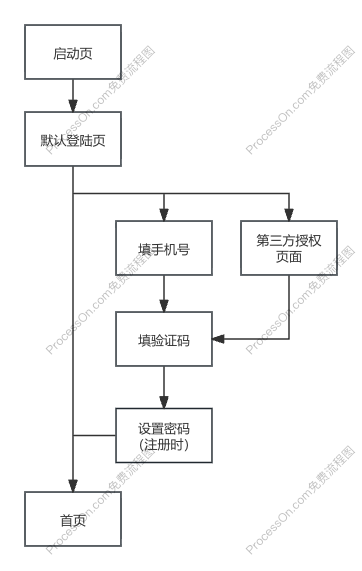 启动页
默认登陆页
填手机号
第三方授权
页面
填验证码
设置密码
（注册时）
首页
ProcessOn.com免费流程图
ProcessOn.com免费流程图
ProcessOn.com免费流程图
ProcessOn.com免费流程图
ProcessOn.com免费流程图
ProcessOn.com免费流程图